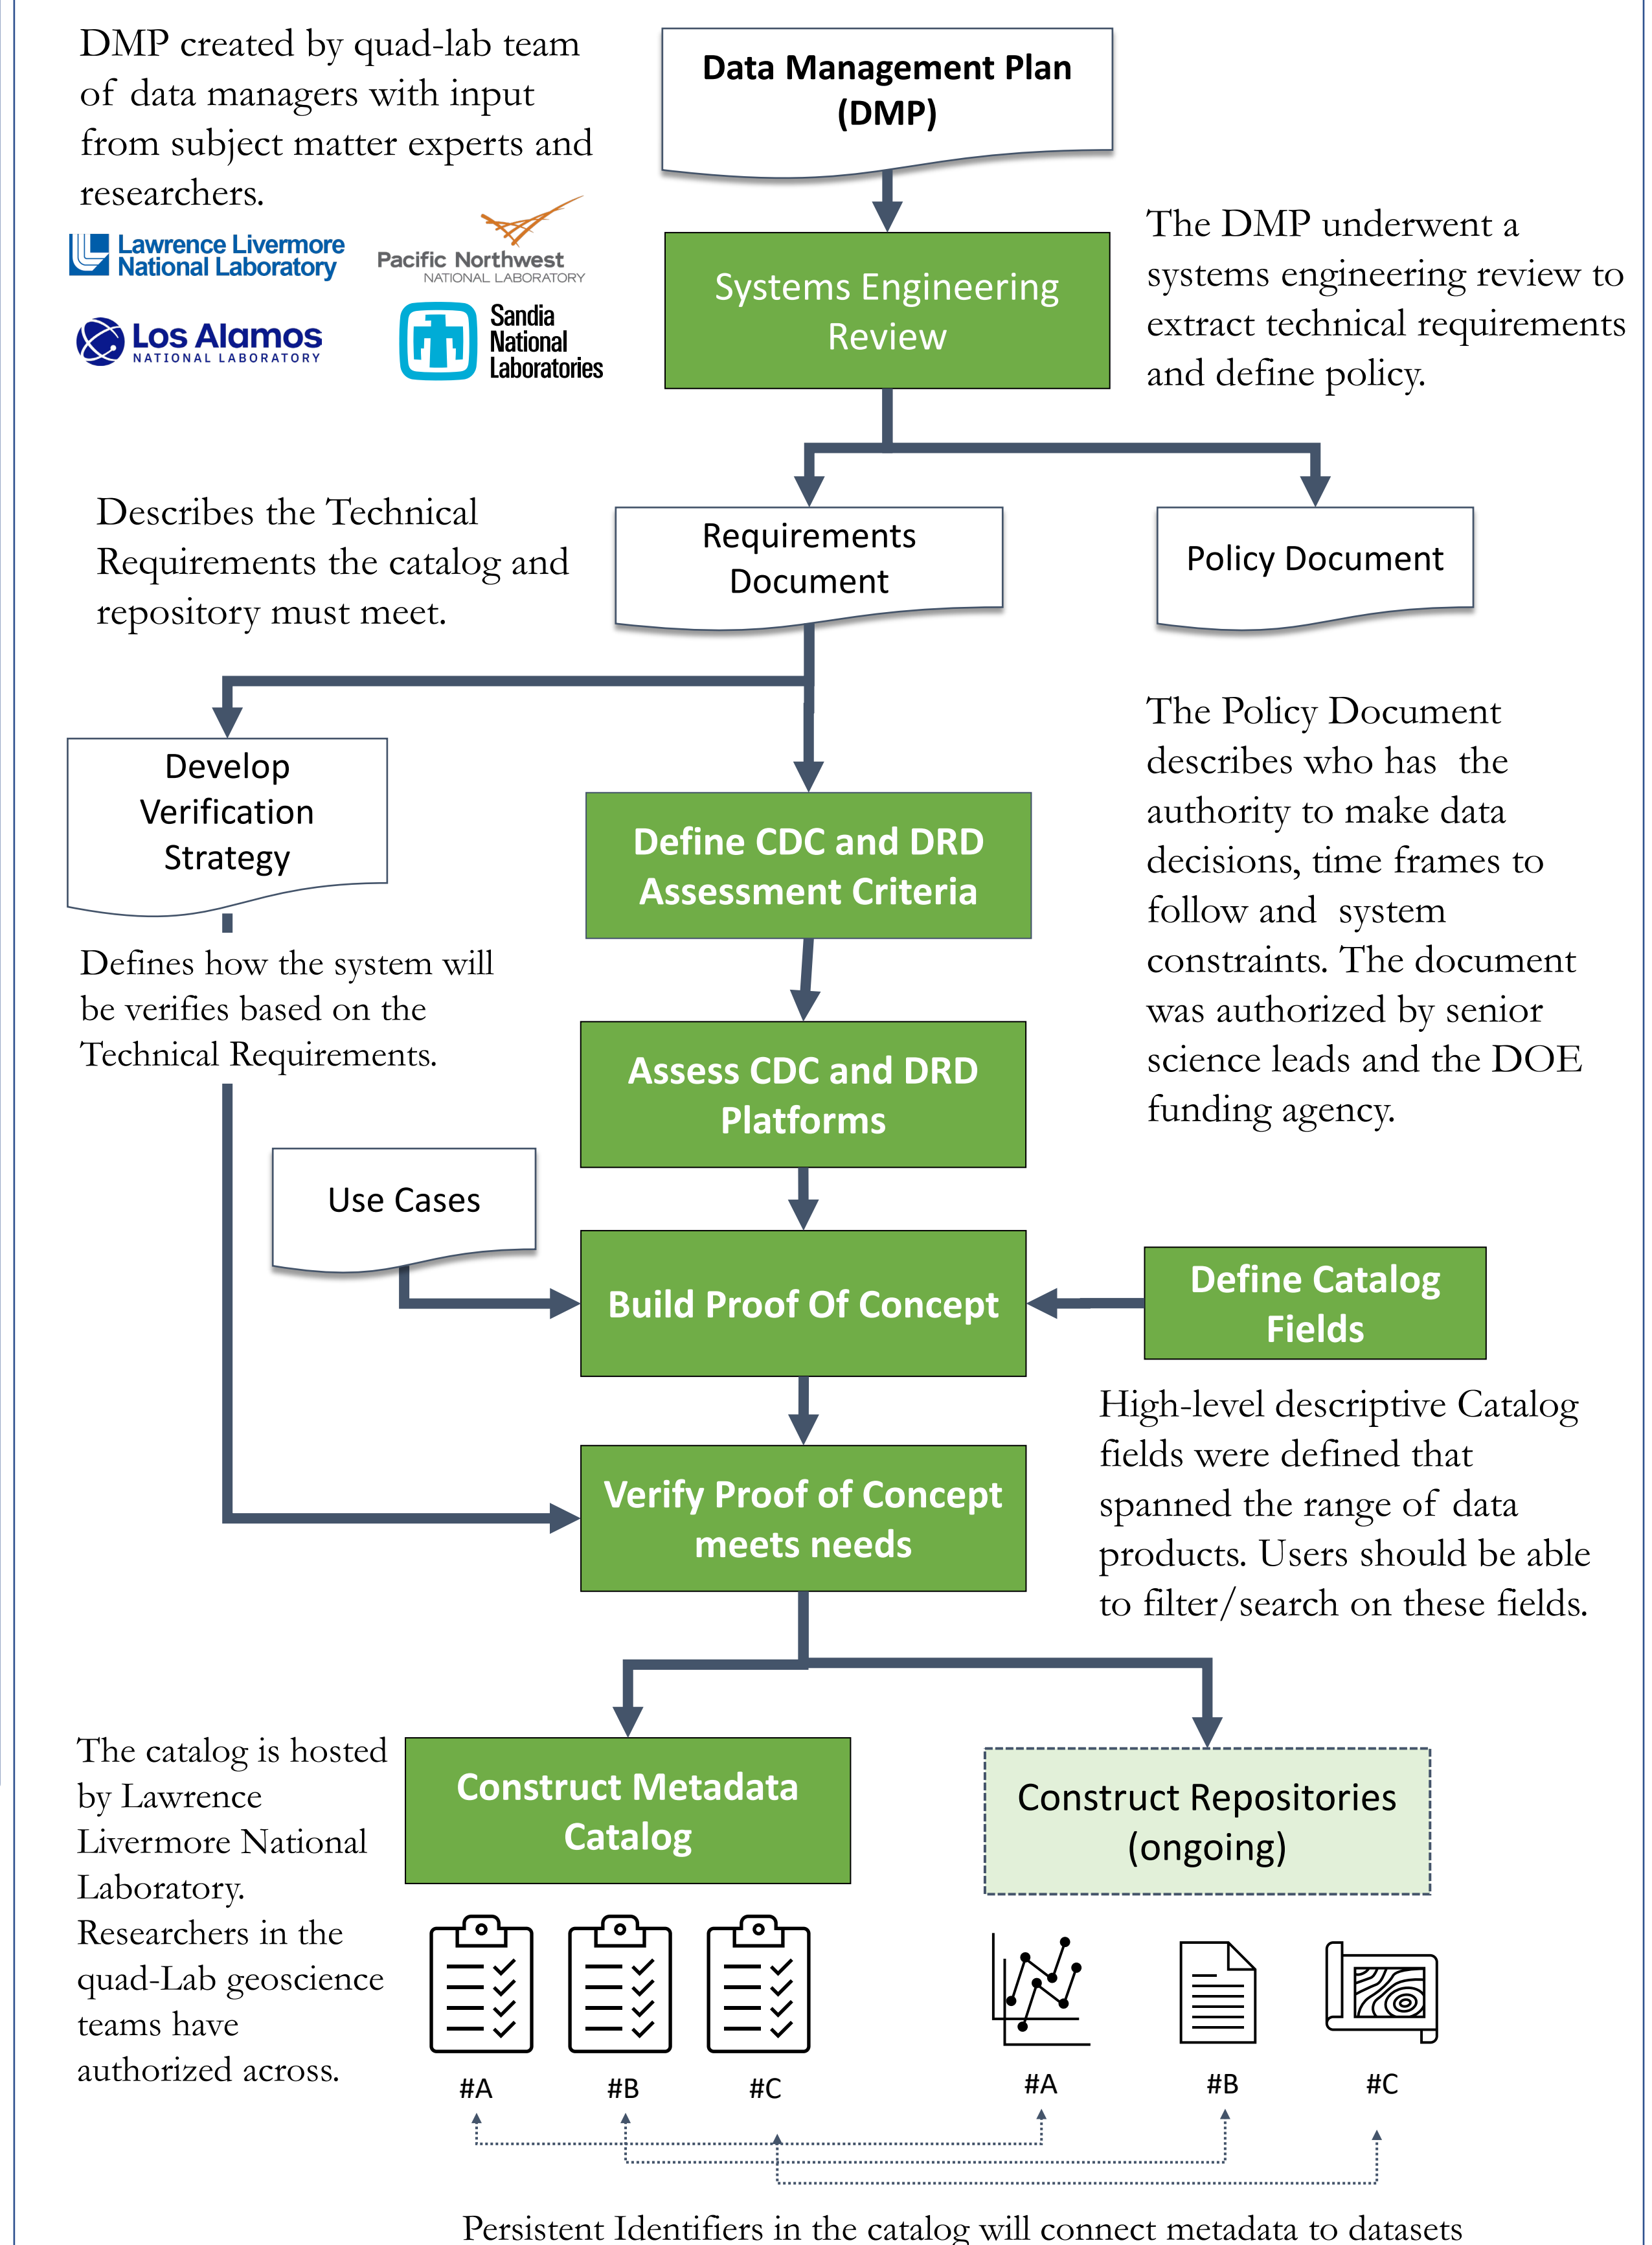 DMP created by quad-lab team
of data managers with input
from subject matter experts and
researchers.
Lawrence Livermore
National Laboratory
Pacific Northwest
NATIONAL LABORATORY
Los Alamos
NATIONAL LABORATORY
Sandia
National
Laboratories
Data Management Plan
(DMP)
Systems Engineering
Review
The DMP underwent a
systems engineering review to
extract technical requirements
and define policy.
Describes the Technical
Requirements the catalog and
repository must meet.
Requirements
Document
Policy Document
Develop
Verification
Strategy
Defines how the system will
be verifies based on the
Technical Requirements.
Define CDC and DRD
Assessment Criteria
The Policy Document
describes who has the
authority to make data
decisions, time frames to
follow and system
constraints. The document
was authorized by senior
science leads and the DOE
funding agency.
Assess CDC and DRD
Platforms
Use Cases
Build Proof Of Concept
Define Catalog
Fields
High-level descriptive Catalog
fields were defined that
spanned the range of data
products. Users should be able
to filter/search on these fields.
Verify Proof of Concept
meets needs
The catalog is hosted
by Lawrence
Livermore National
Laboratory.
Researchers in the
quad-Lab geoscience
teams have
authorized across.
Construct Metadata
Catalog
Construct Repositories
(ongoing)
#A #B #C #A #B #C
Persistent Identifiers in the catalog will connect metadata to datasets